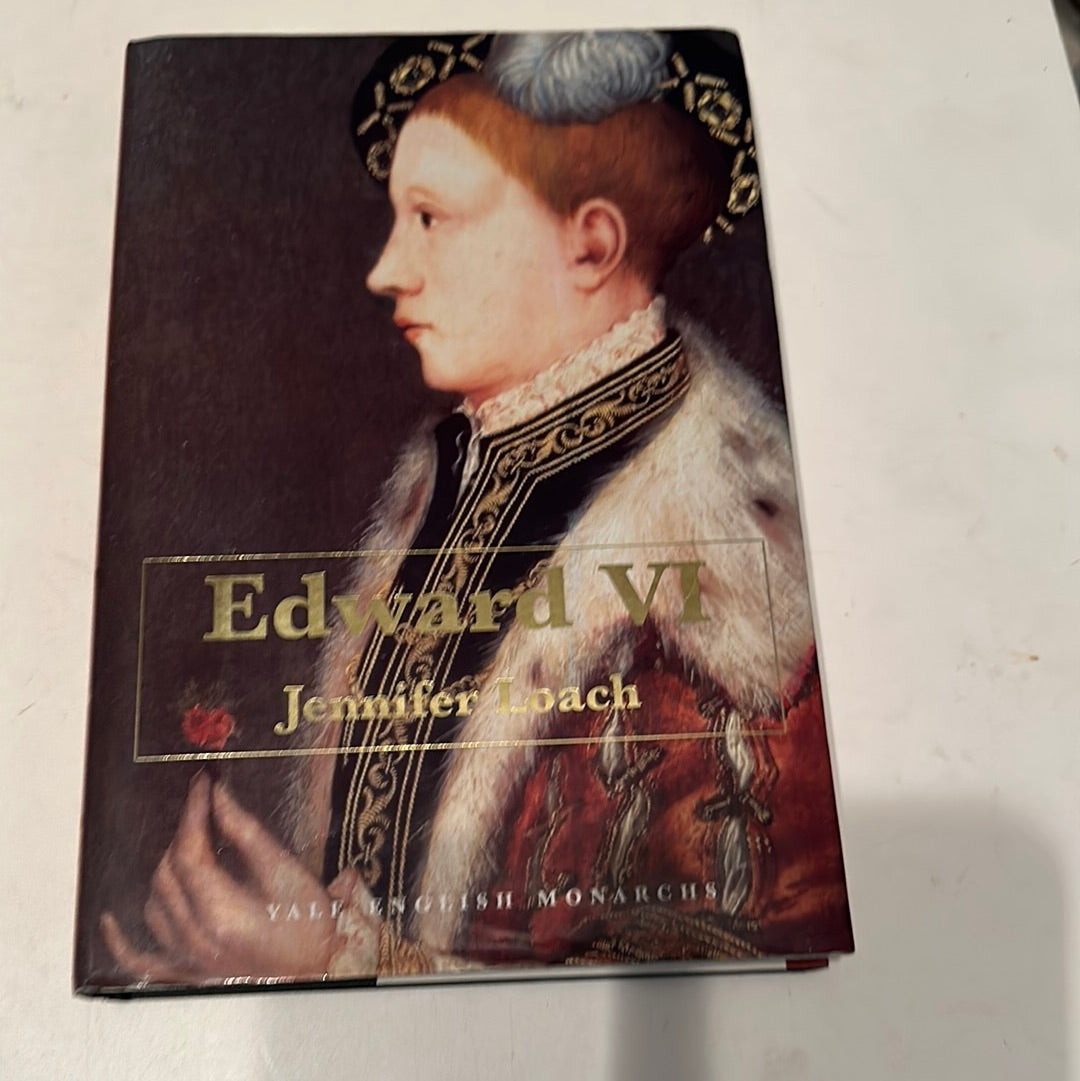 Edward VI
Jennifer Loach
YALE ENGLISH MONARCHS